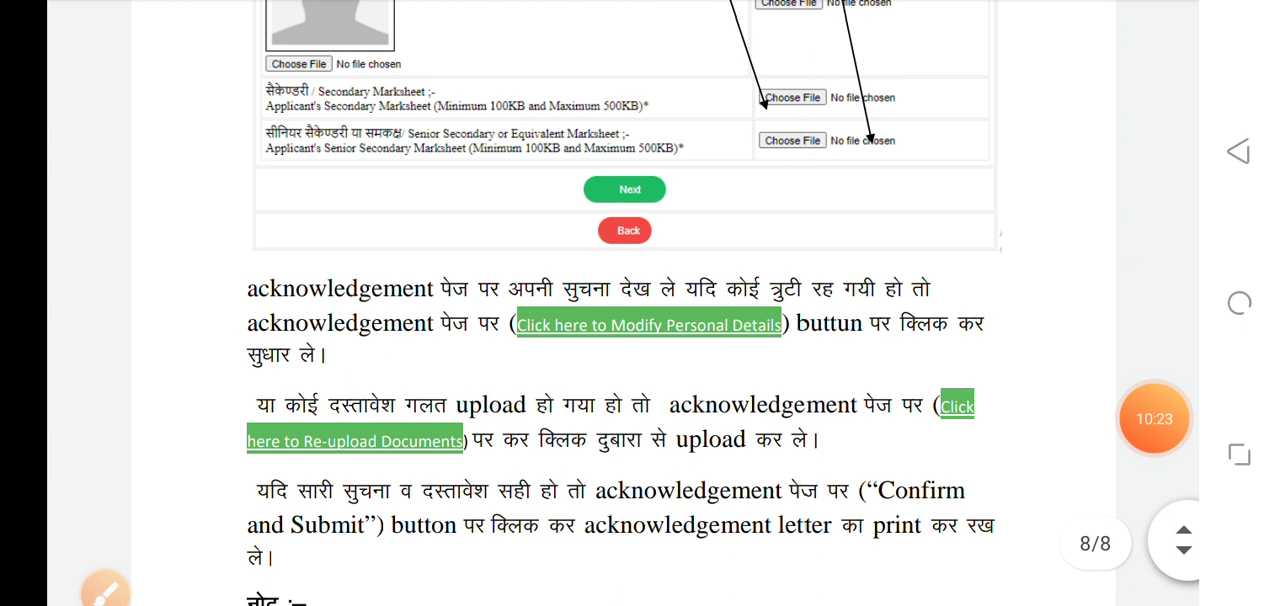 Choose File No file chosen
Choose File No file chosen
सैकेण्डरी / Secondary Marksheet ;-
Applicant's Secondary Marksheet (Minimum 100KB and Maximum 500KB)*
Choose File No file chosen
सीनियर सैकेण्डरी या समकक्ष/ Senior Secondary or Equivalent Marksheet ;-
Applicant's Senior Secondary Marksheet (Minimum 100KB and Maximum 500KB)*
Choose File No file chosen
Next
Back
acknowledgement पेज पर अपनी सुचना देख ले यदि कोई त्रुटी रह गयी हो तो
acknowledgement पेज पर (Click here to Modify Personal Details) buttun पर क्लिक कर
सुधार ले।
या कोई दस्तावेश गलत upload हो गया हो तो acknowledgement पेज पर (Click
here to Re-upload Documents) पर कर क्लिक दुबारा से upload कर ले।
10:23
यदि सारी सुचना व दस्तावेश सही हो तो acknowledgement पेज पर (“Confirm
and Submit”) button पर क्लिक कर acknowledgement letter का print कर रख
ले।
8/8
नोट :–